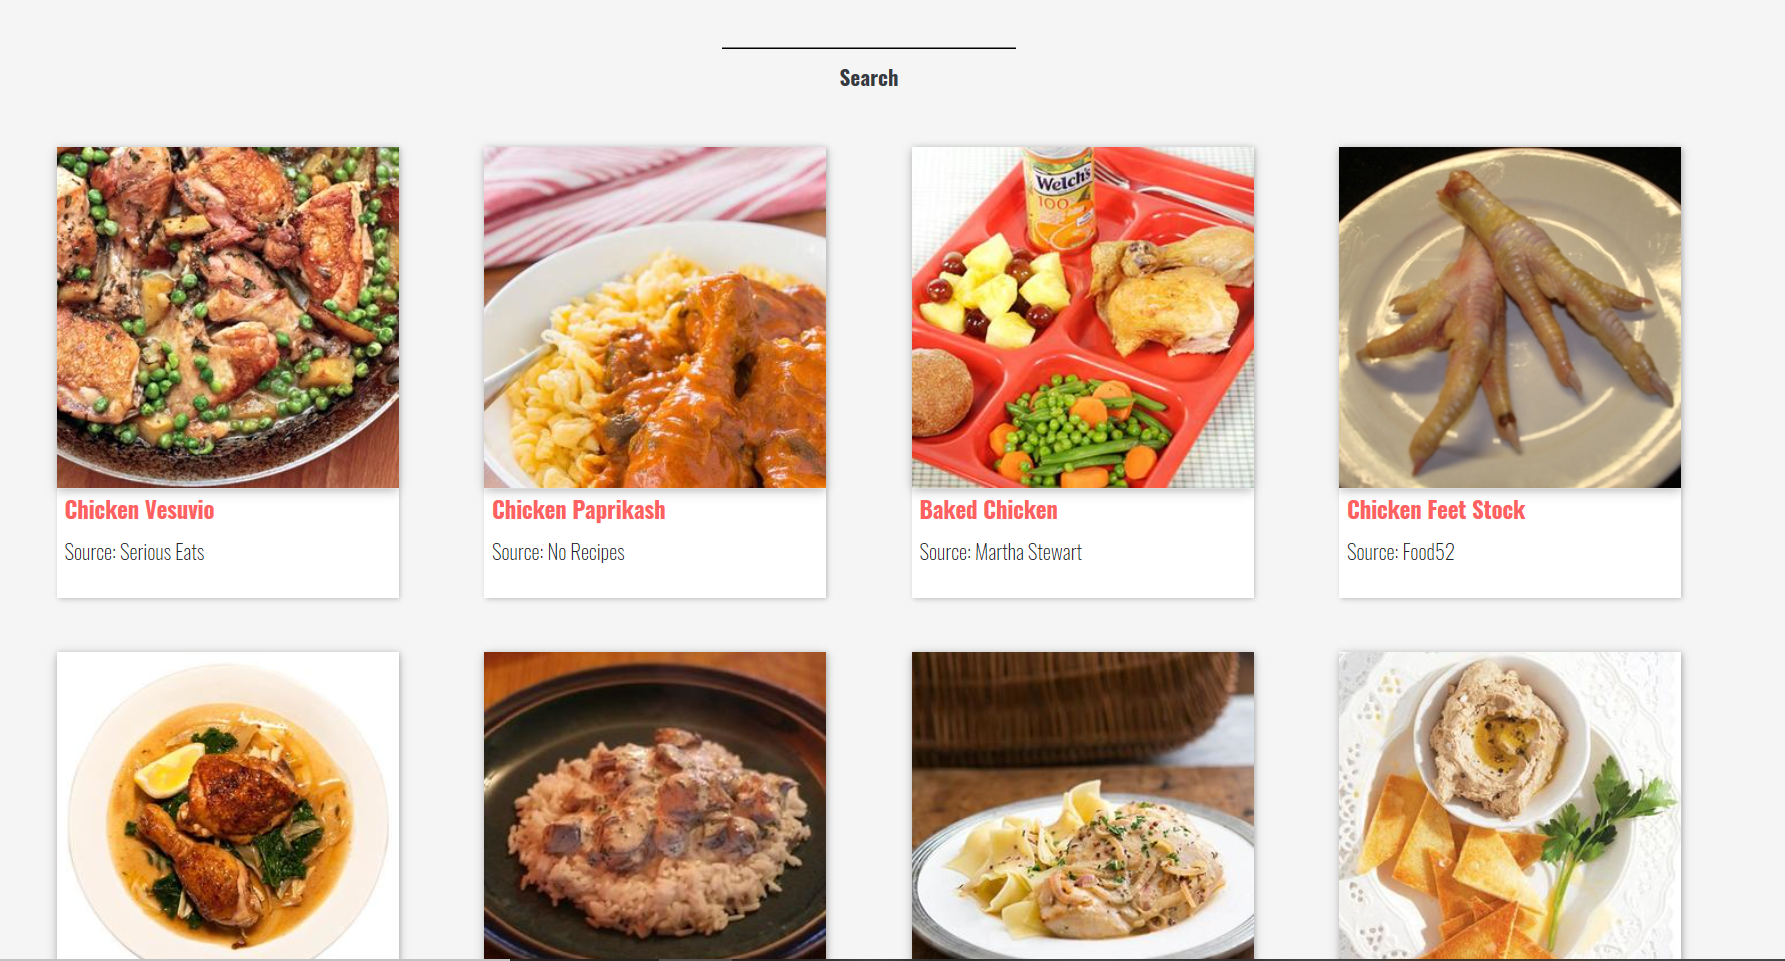 Search
Welch's
100
Chicken Vesuvio
Source: Serious Eats
Chicken Paprikash
Source: No Recipes
Baked Chicken
Source: Martha Stewart
Chicken Feet Stock
Source: Food52